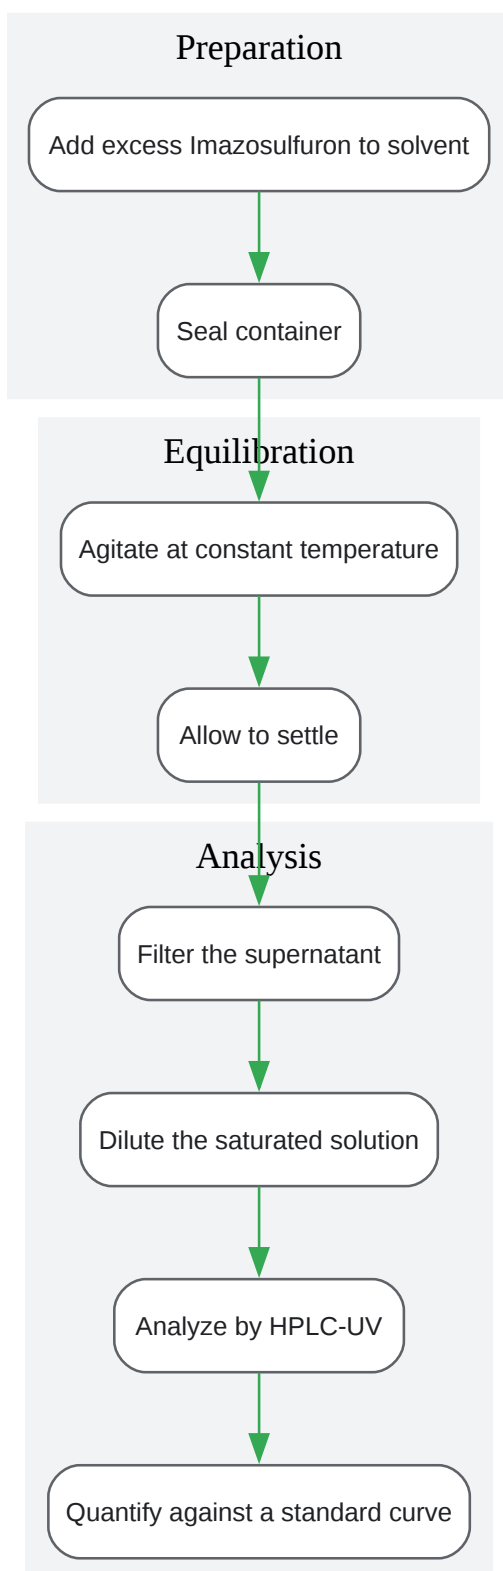 Preparation
Add excess Imazosulfuron to solvent
Seal container
Equilibration
Agitate at constant temperature
Allow to settle
Analysis
Filter the supernatant
Dilute the saturated solution
Analyze by HPLC-UV
Quantify against a standard curve